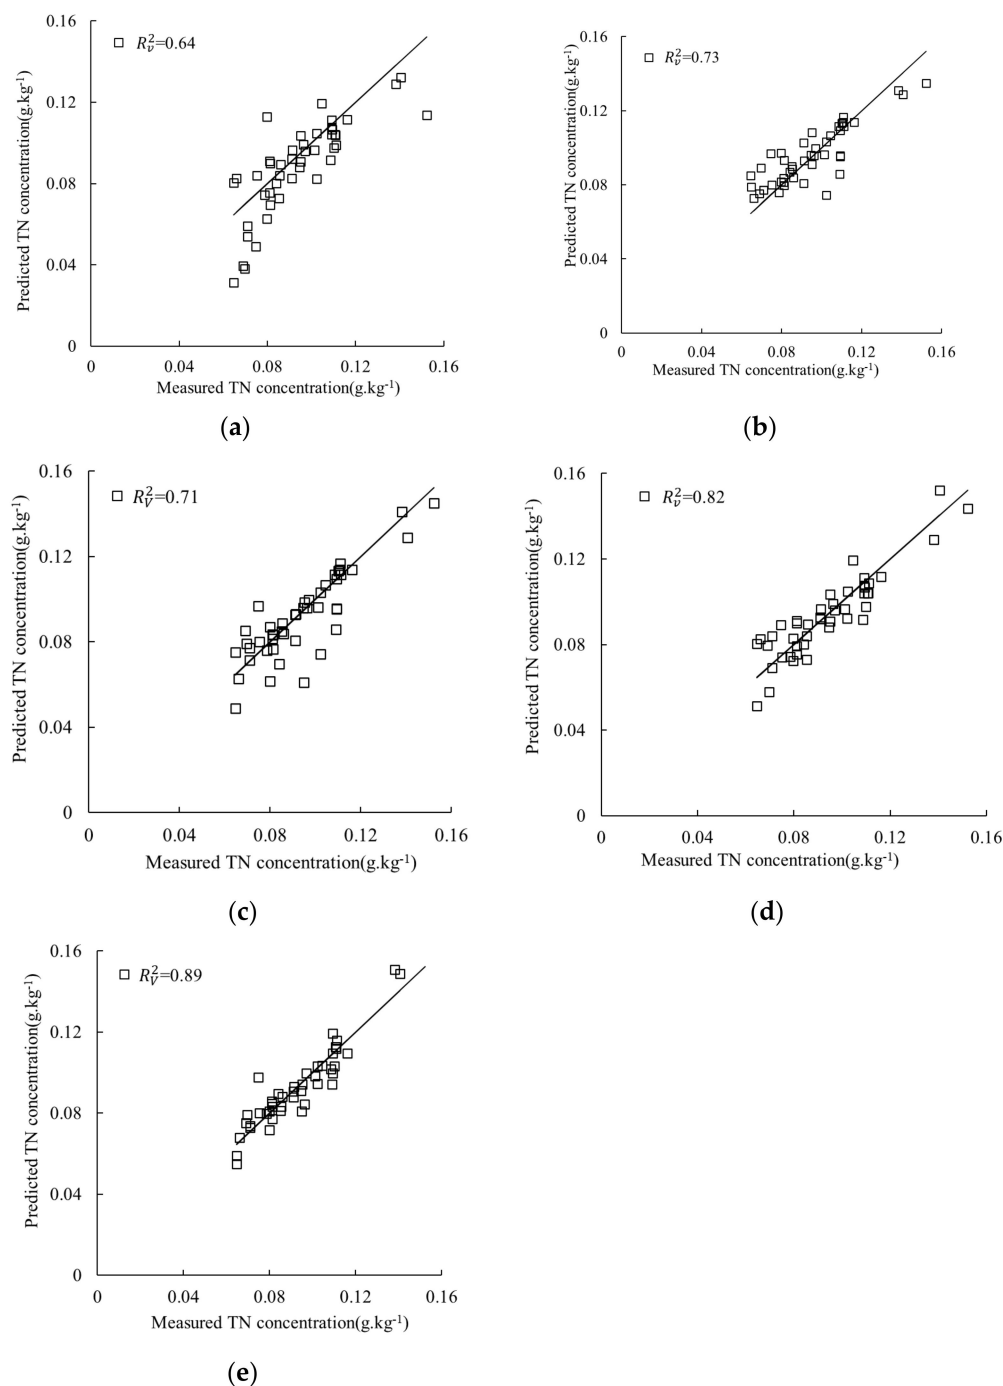 0.16
R_v^2=0.64
0.12
0.08
0.04
0
Predicted TN concentration(g.kg-1)
0 0.04 0.08 0.12 0.16
Measured TN concentration(g.kg-1)
(a)
0.16
R_v^2=0.73
0.12
0.08
0.04
0
Predicted TN concentration(g.kg-1)
0 0.04 0.08 0.12 0.16
Measured TN concentration(g.kg-1)
(b)
0.16
R_V^2=0.71
0.12
0.08
0.04
0
Predicted TN concentration(g.kg-1)
0 0.04 0.08 0.12 0.16
Measured TN concentration(g.kg-1)
(c)
0.16
R_v^2=0.82
0.12
0.08
0.04
0
Predicted TN concentration(g.kg-1)
0 0.04 0.08 0.12 0.16
Measured TN concentration(g.kg-1)
(d)
0.16
R_V^2=0.89
0.12
0.08
0.04
0
Predicted TN concentration(g.kg-1)
0 0.04 0.08 0.12 0.16
Measured TN concentration(g.kg-1)
(e)